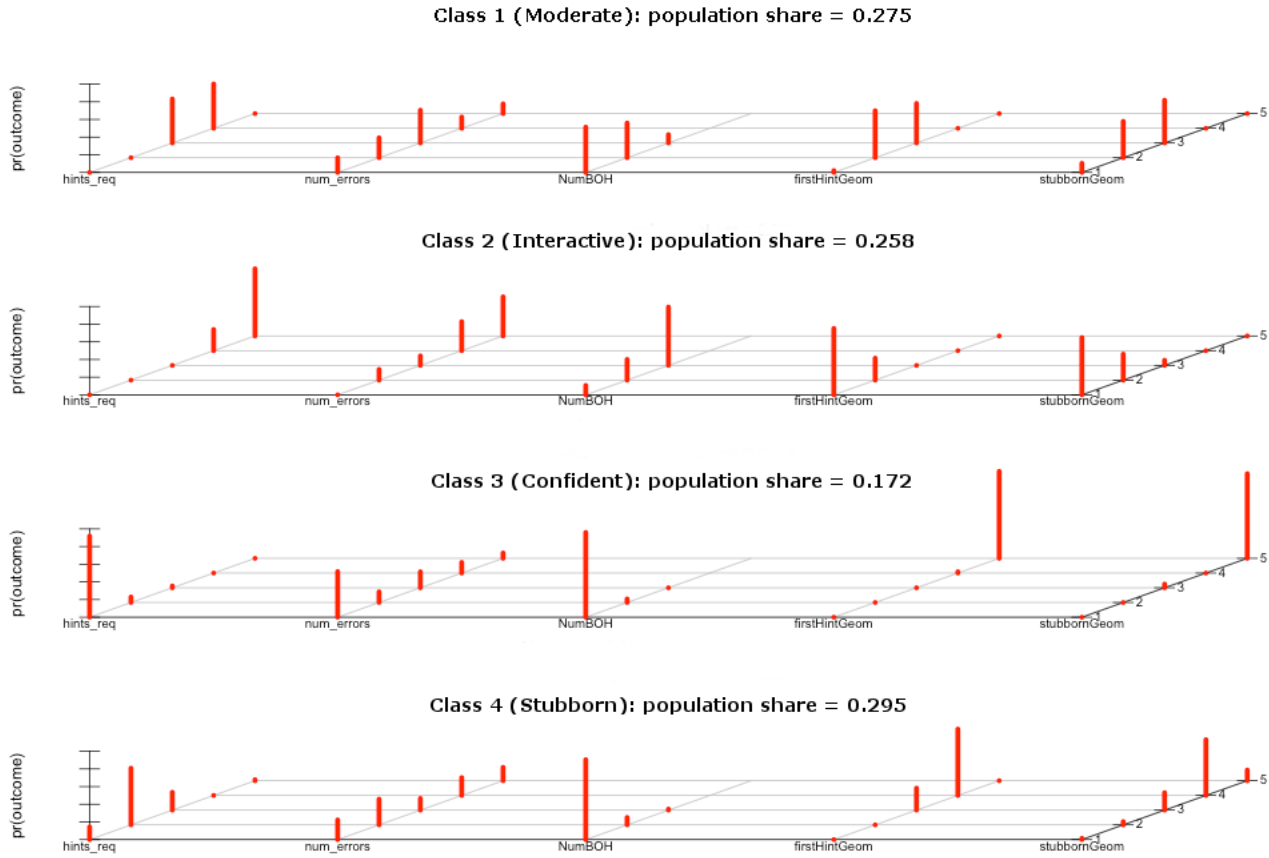 Class 1 (Moderate): population share = 0.275
pr(outcome)
5
4
3
2
1
hints_req num_errors NumBOH firstHintGeom stubbornGeom
Class 2 (Interactive): population share = 0.258
pr(outcome)
5
4
3
2
1
hints_req num_errors NumBOH firstHintGeom stubbornGeom
Class 3 (Confident): population share = 0.172
pr(outcome)
5
4
3
2
1
hints_req num_errors NumBOH firstHintGeom stubbornGeom
Class 4 (Stubborn): population share = 0.295
pr(outcome)
5
4
3
2
1
hints_req num_errors NumBOH firstHintGeom stubbornGeom